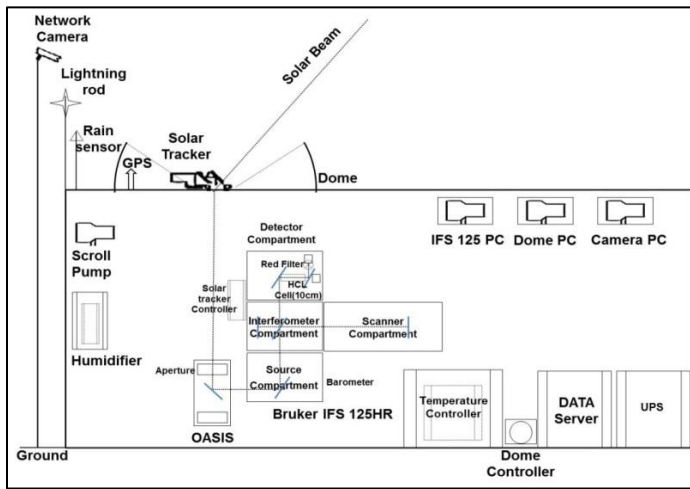 Network
Camera
Lightning
rod
Rain
sensor
GPS
Solar
Tracker
Solar Beam
Dome
Scroll
Pump
Humidifier
Detector
Compartment
Red Filter
HCL
Cell(10cm)
Solar
tracker
Controller
Interferometer
Compartment
Scanner
Compartment
Aperture
Source
Compartment
Barometer
Bruker IFS 125HR
OASIS
IFS 125 PC
Dome PC
Camera PC
Temperature
Controller
DATA
Server
UPS
Ground
Dome
Controller